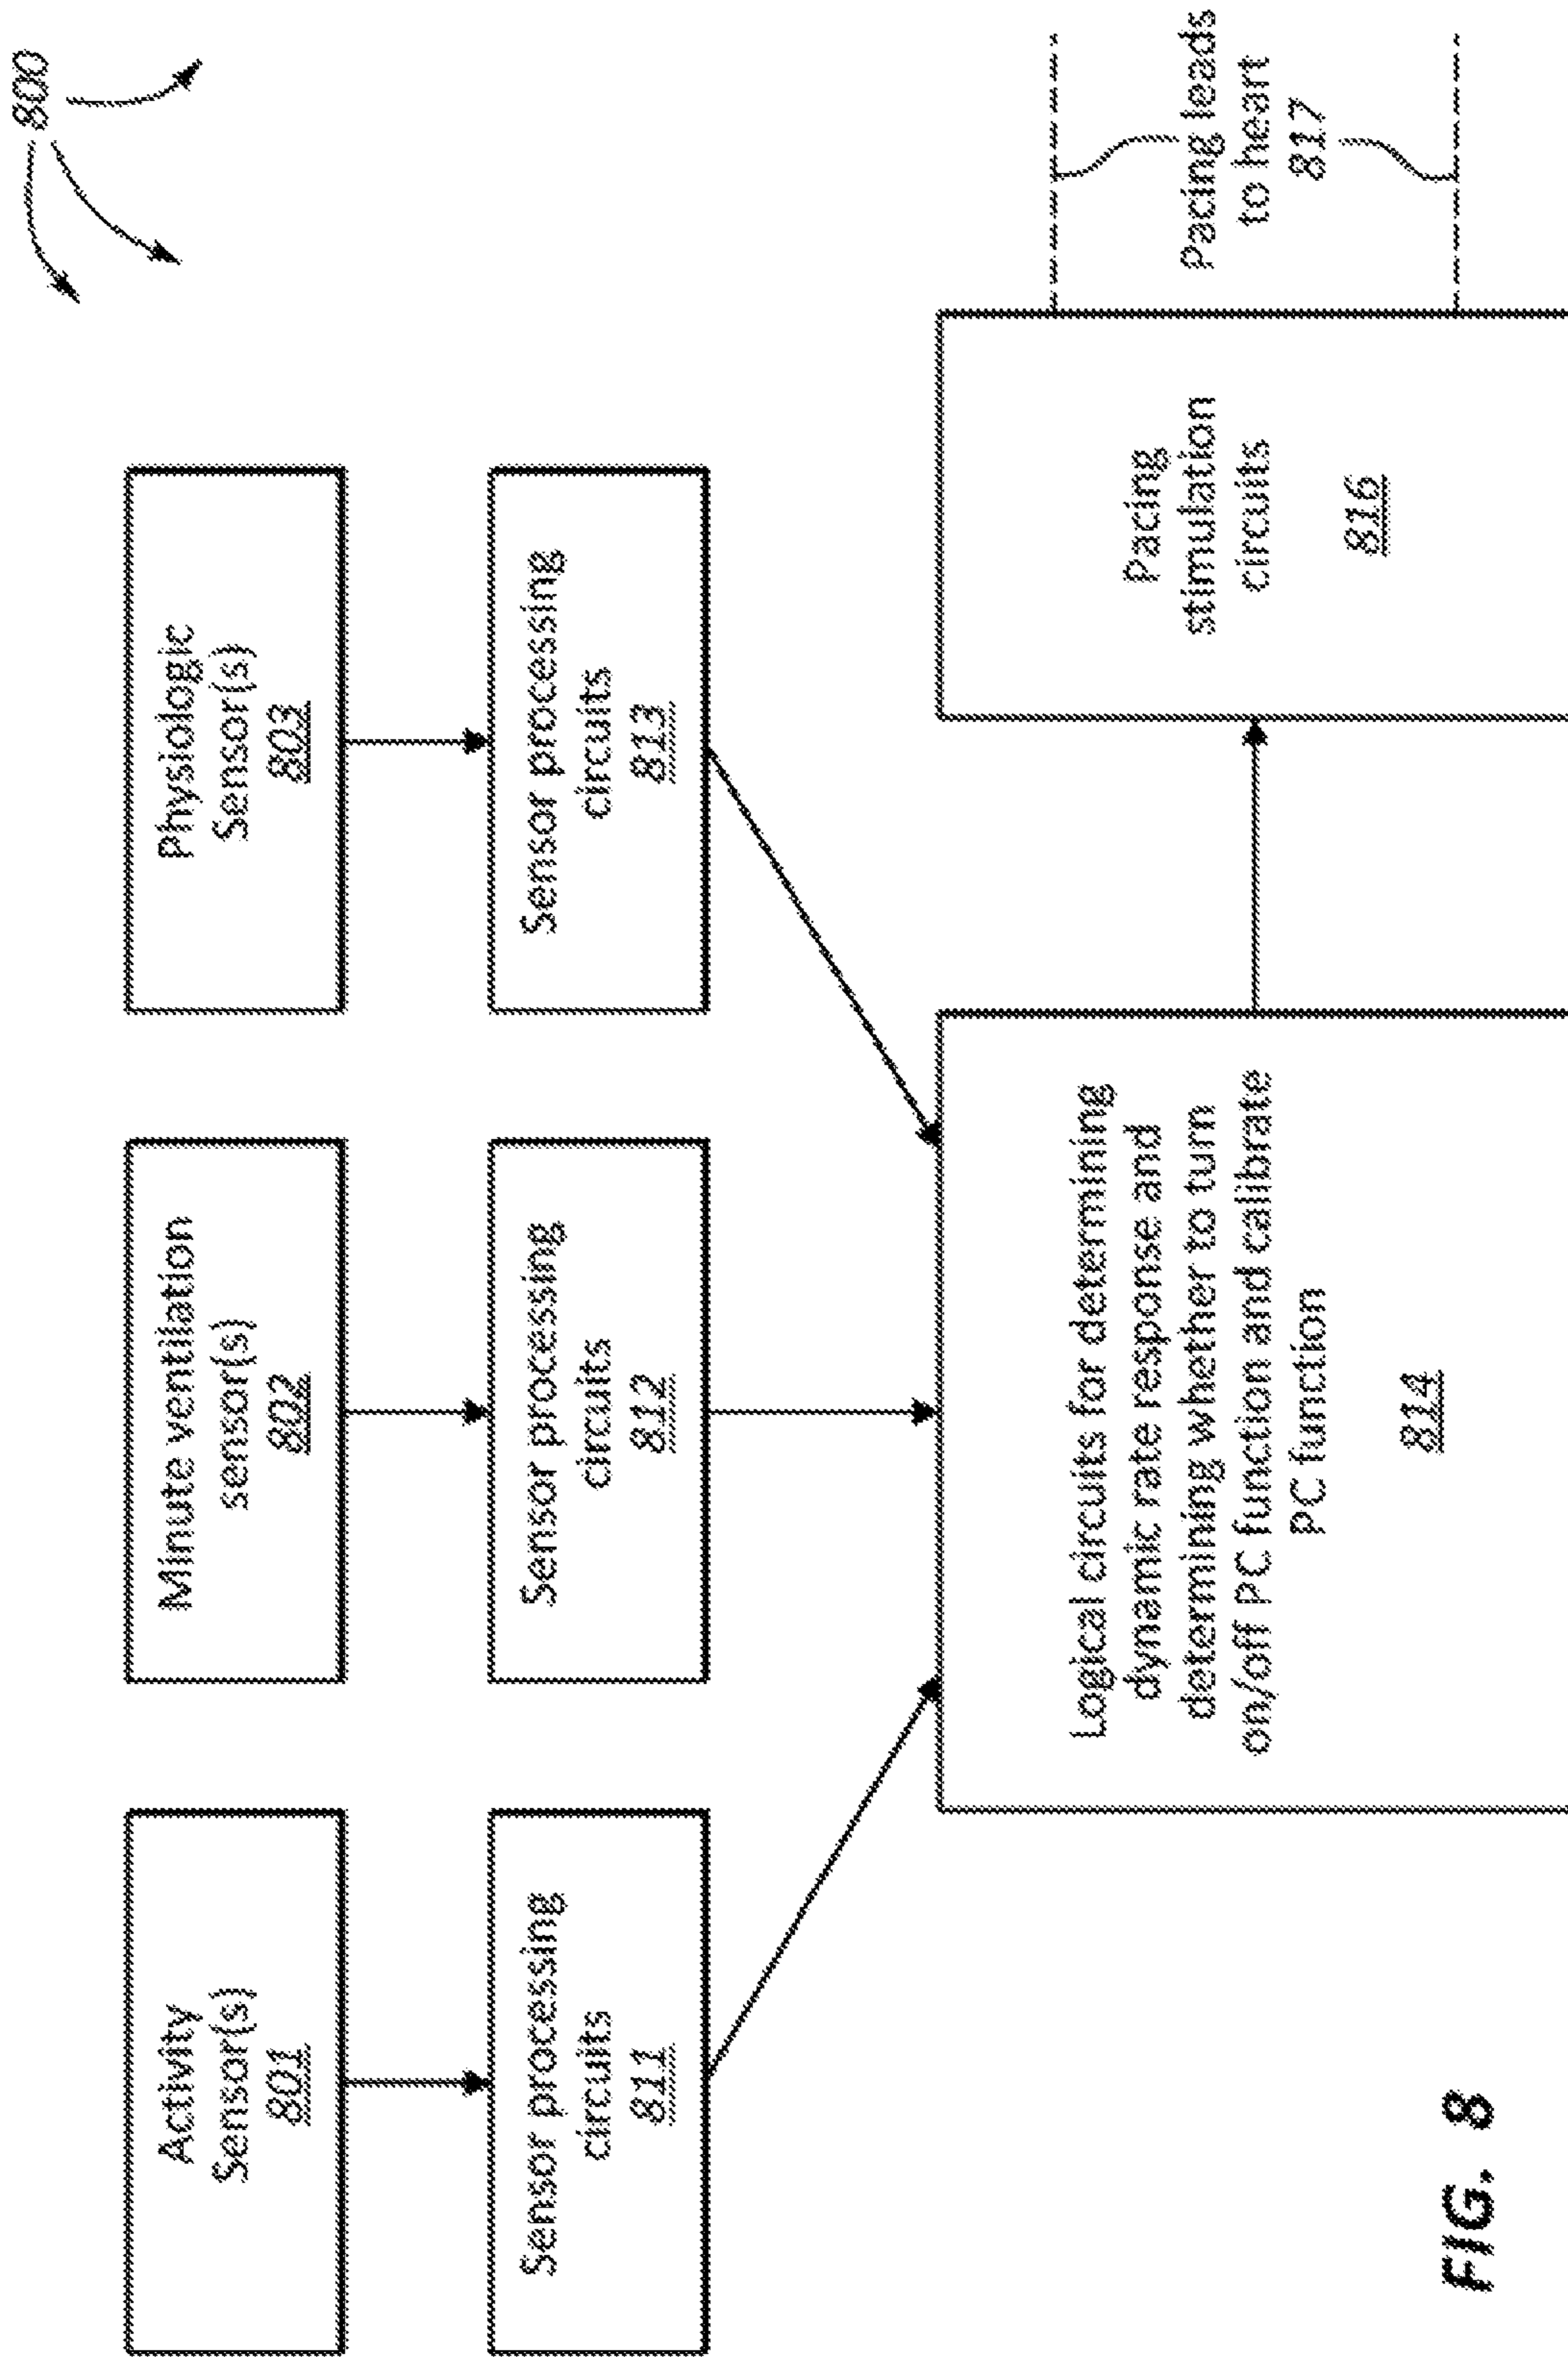 800
Activity
Sensor(s)
801
Minute ventilation
sensor(s)
802
Physiologic
Sensor(s)
803
Sensor processing
circuits
811
Sensor processing
circuits
812
Sensor processing
circuits
813
Logical circuits for determining
dynamic rate response and
determining whether to turn
on/off PC function and calibrate
PC function
814
Pacing
stimulation
circuits
816
Pacing leads
to heart
817
FIG. 8